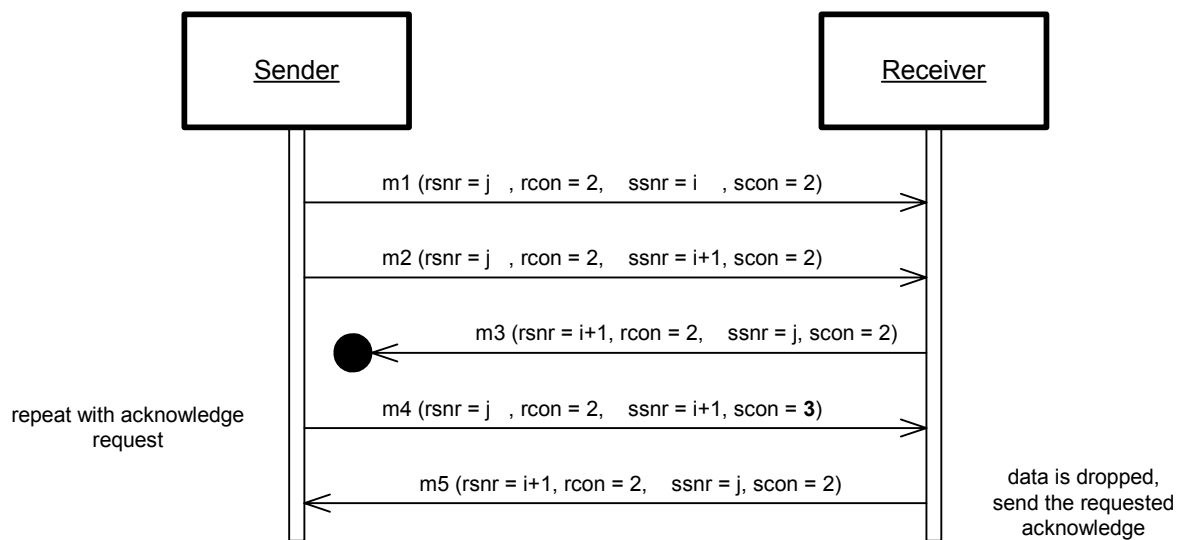 Sender
Receiver
m1 (rsnr = j , rcon = 2, ssnr = i , scon = 2)
m2 (rsnr = j , rcon = 2, ssnr = i+1, scon = 2)
m3 (rsnr = i+1, rcon = 2, ssnr = j, scon = 2)
repeat with acknowledge
request
m4 (rsnr = j , rcon = 2, ssnr = i+1, scon = 3)
m5 (rsnr = i+1, rcon = 2, ssnr = j, scon = 2)
data is dropped,
send the requested
acknowledge